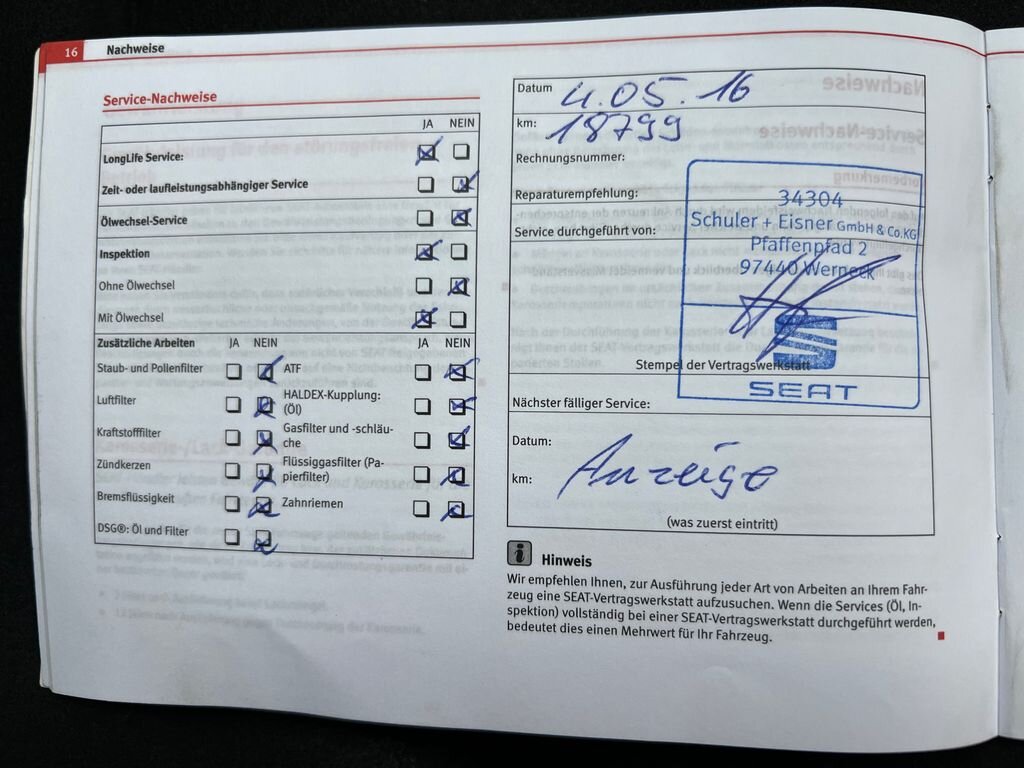 16 Nachweise
Service-Nachweise
JA NEIN
LongLife Service:
Zeit- oder laufleistungsabhängiger Service
Ölwechsel-Service
Inspektion
Ohne Ölwechsel
Mit Ölwechsel
Zusätzliche Arbeiten JA NEIN JA NEIN
Staub- und Pollenfilter ATF
Luftfilter HALDEX-Kupplung:
(Öl)
Kraftstofffilter Gasfilter und -schläu-
che
Zündkerzen Flüssiggasfilter (Pa-
pierfilter)
Bremsflüssigkeit Zahnriemen
DSG®: Öl und Filter
Datum 4.05.16
km: 18799
Rechnungsnummer:
Reparaturempfehlung:
Service durchgeführt von:
34304
Schuler + Eisner GmbH & Co.KG
Pfaffenpfad 2
97440 Werneck
Stempel der Vertragswerkstatt
SEAT
Nächster fälliger Service:
Datum:
km: Anzeige
(was zuerst eintritt)
Hinweis
Wir empfehlen Ihnen, zur Ausführung jeder Art von Arbeiten an Ihrem Fahr-
zeug eine SEAT-Vertragswerkstatt aufzusuchen. Wenn die Services (Öl, In-
spektion) vollständig bei einer SEAT-Vertragswerkstatt durchgeführt werden,
bedeutet dies einen Mehrwert für Ihr Fahrzeug.